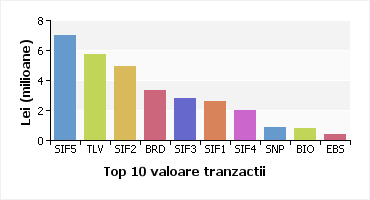 8
6
4
2
0
Lei (milioane)
SIF5 TLV SIF2 BRD SIF3 SIF1 SIF4 SNP BIO EBS
Top 10 valoare tranzactii